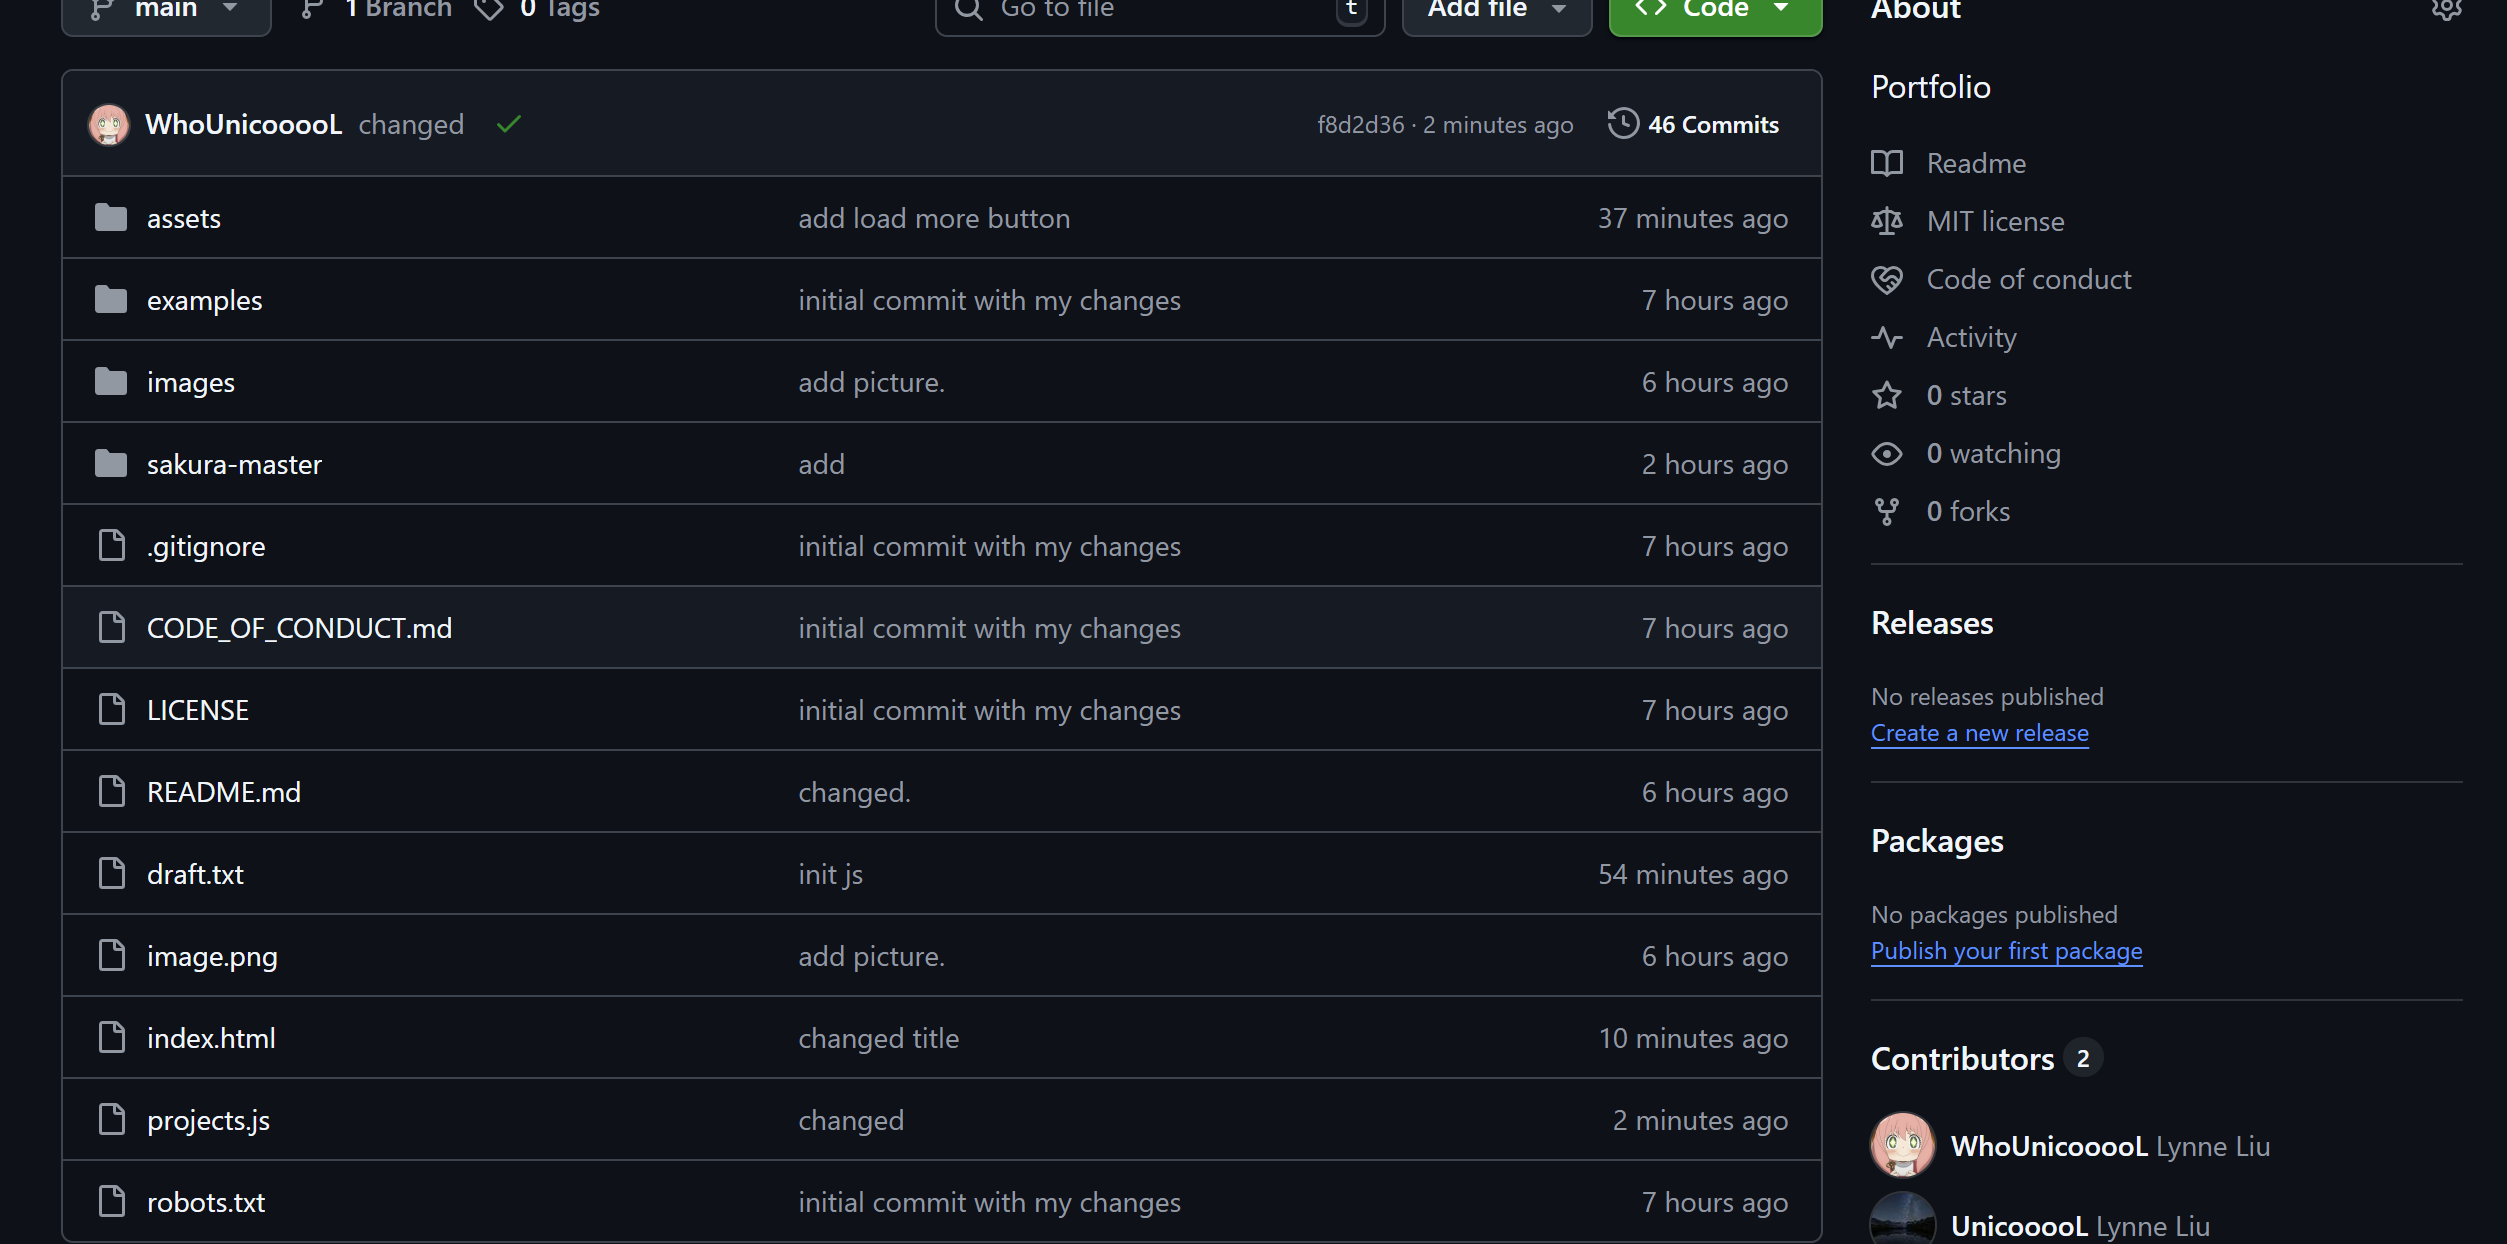 main 1 Branch 0 Tags Go to file t Add file Code
WhoUnicooooL changed f8d2d36 · 2 minutes ago 46 Commits
assets add load more button 37 minutes ago
examples initial commit with my changes 7 hours ago
images add picture. 6 hours ago
sakura-master add 2 hours ago
.gitignore initial commit with my changes 7 hours ago
CODE_OF_CONDUCT.md initial commit with my changes 7 hours ago
LICENSE initial commit with my changes 7 hours ago
README.md changed. 6 hours ago
draft.txt init js 54 minutes ago
image.png add picture. 6 hours ago
index.html changed title 10 minutes ago
projects.js changed 2 minutes ago
robots.txt initial commit with my changes 7 hours ago
About
Portfolio
Readme
MIT license
Code of conduct
Activity
0 stars
0 watching
0 forks
Releases
No releases published
Create a new release
Packages
No packages published
Publish your first package
Contributors 2
WhoUnicooooL Lynne Liu
UnicooooL Lynne Liu